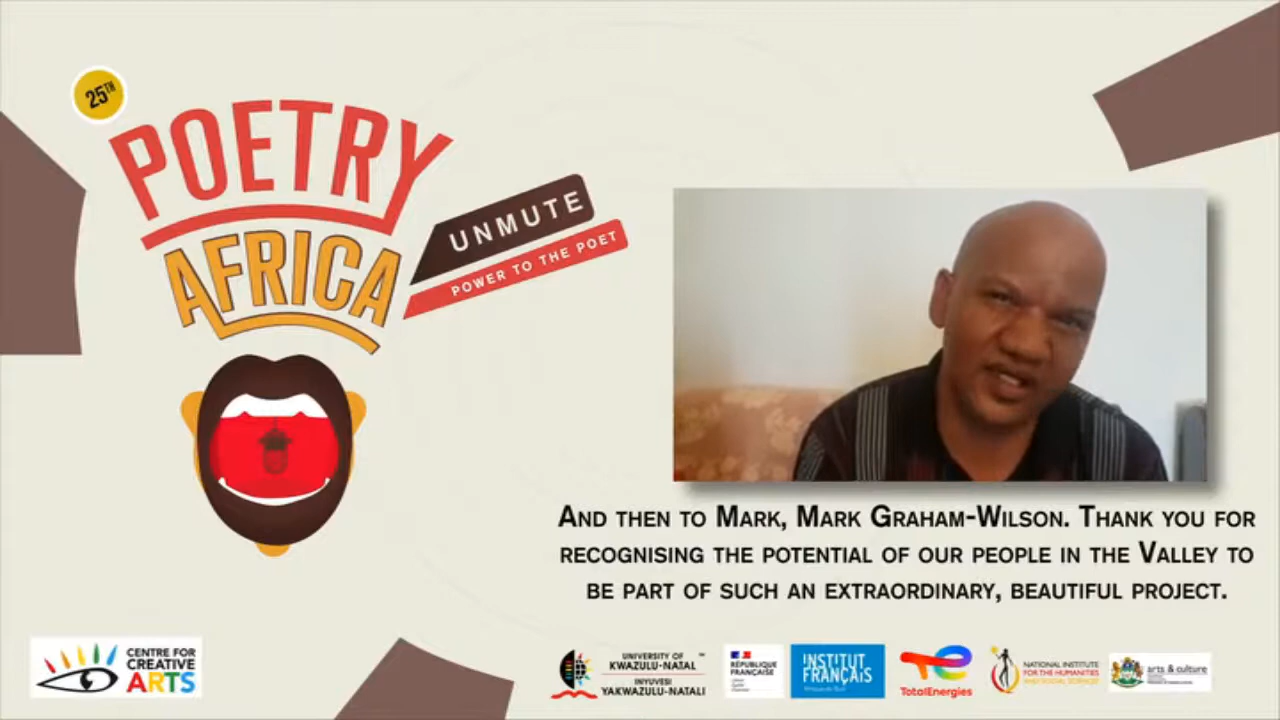 25TH
POETRY
AFRICA
UNMUTE
POWER TO THE POET
AND THEN TO MARK, MARK GRAHAM-WILSON. THANK YOU FOR
RECOGNISING THE POTENTIAL OF OUR PEOPLE IN THE VALLEY TO
BE PART OF SUCH AN EXTRAORDINARY, BEAUTIFUL PROJECT.
CENTRE FOR
CREATIVE
ARTS
UNIVERSITY OF ™
KWAZULU-NATAL
INYUVESI
YAKWAZULU-NATALI
RÉPUBLIQUE
FRANÇAISE
INSTITUT
FRANÇAIS
TotalEnergies
NATIONAL INSTITUTE
FOR THE HUMANITIES
AND SOCIAL SCIENCES
arts & culture